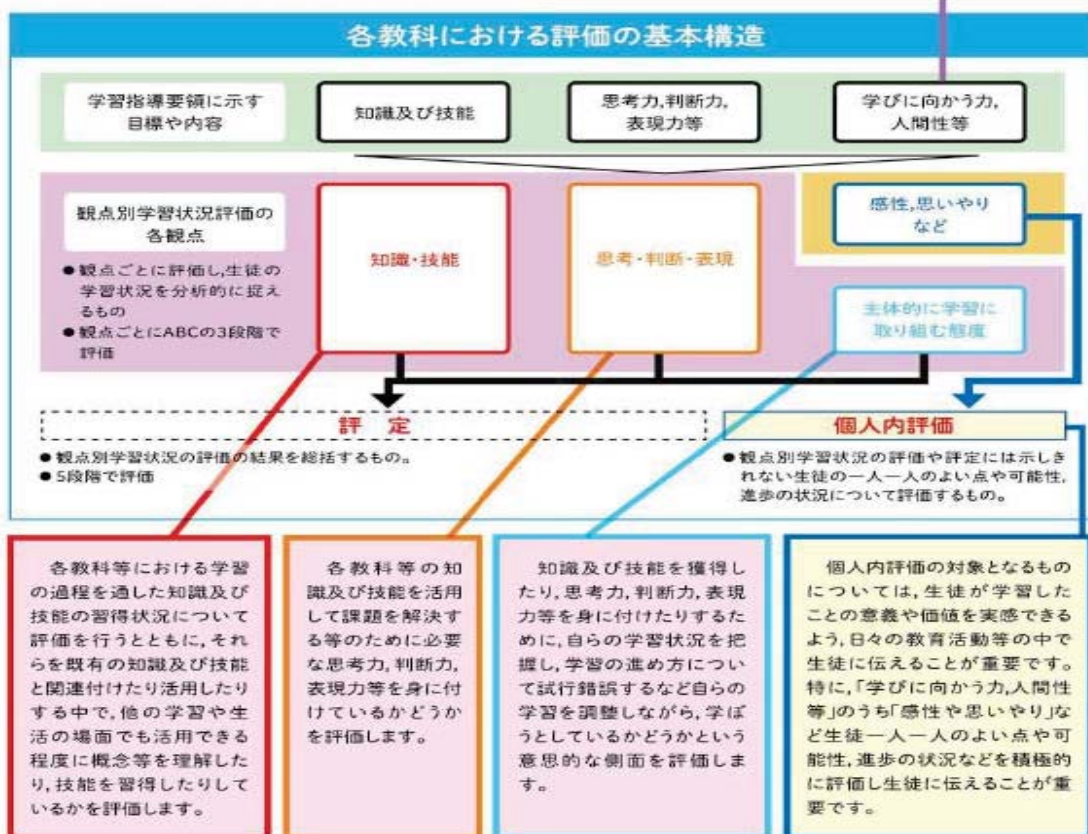 各教科における評価の基本構造
学習指導要領に示す
目標や内容
知識及び技能
思考力,判断力,
表現力等
学びに向かう力,
人間性等
観点別学習状況評価の
各観点
●観点ごとに評価し,生徒の
学習状況を分析的に捉え
るもの
●観点ごとにABCの3段階で
評価
知識・技能
思考・判断・表現
感性,思いやり
など
主体的に学習に
取り組む態度
評 定
●観点別学習状況の評価の結果を総括するもの。
●5段階で評価
個人内評価
●観点別学習状況の評価や評定には示しき
れない生徒の一人一人のよい点や可能性,
進歩の状況について評価するもの。
各教科等における学習
の過程を通した知識及び
技能の習得状況について
評価を行うとともに,それ
らを既有の知識及び技能
と関連付けたり活用したり
する中で,他の学習や生
活の場面でも活用できる
程度に概念等を理解した
り,技能を習得したりして
いるかを評価します。
各教科等の知
識及び技能を活用
して課題を解決す
る等のために必要
な思考力,判断力,
表現力等を身に付
けているかどうか
を評価します。
知識及び技能を獲得し
たり,思考力,判断力,表現
力等を身に付けたりするた
めに,自らの学習状況を把
握し,学習の進め方につい
て試行錯誤するなど自らの
学習を調整しながら,学ぼ
うとしているかどうかという
意思的な側面を評価しま
す。
個人内評価の対象となるもの
については,生徒が学習した
ことの意義や価値を実感できる
よう,日々の教育活動等の中で
生徒に伝えることが重要です。
特に,「学びに向かう力,人間性
等」のうち「感性や思いやり」な
ど生徒一人一人のよい点や可
能性,進歩の状況などを積極的
に評価し生徒に伝えることが重
要です。